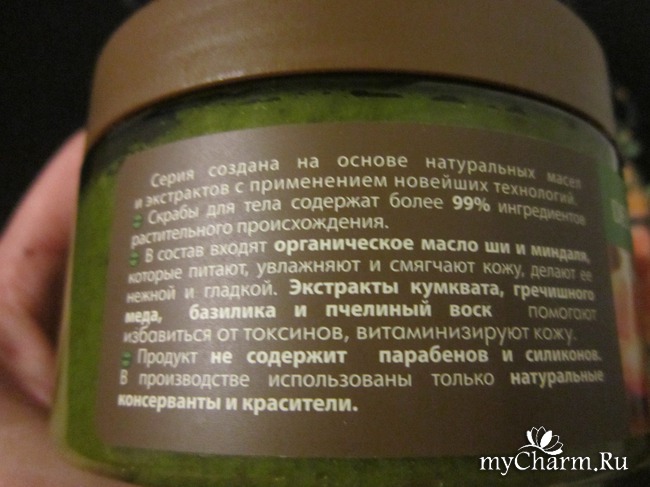 Серия создана на основе натуральных масел
и экстрактов с применением новейших технологий.
Скрабы для тела содержат более 99% ингредиентов
растительного происхождения.
В состав входят органическое масло ши и миндаля,
которые питают, увлажняют и смягчают кожу, делают ее
нежной и гладкой. Экстракты кумквата, гречишного
меда, базилика и пчелиный воск помогают
избавиться от токсинов, витаминизируют кожу.
Продукт не содержит парабенов и силиконов.
В производстве использованы только натуральные
консерванты и красители.
myCharm.Ru